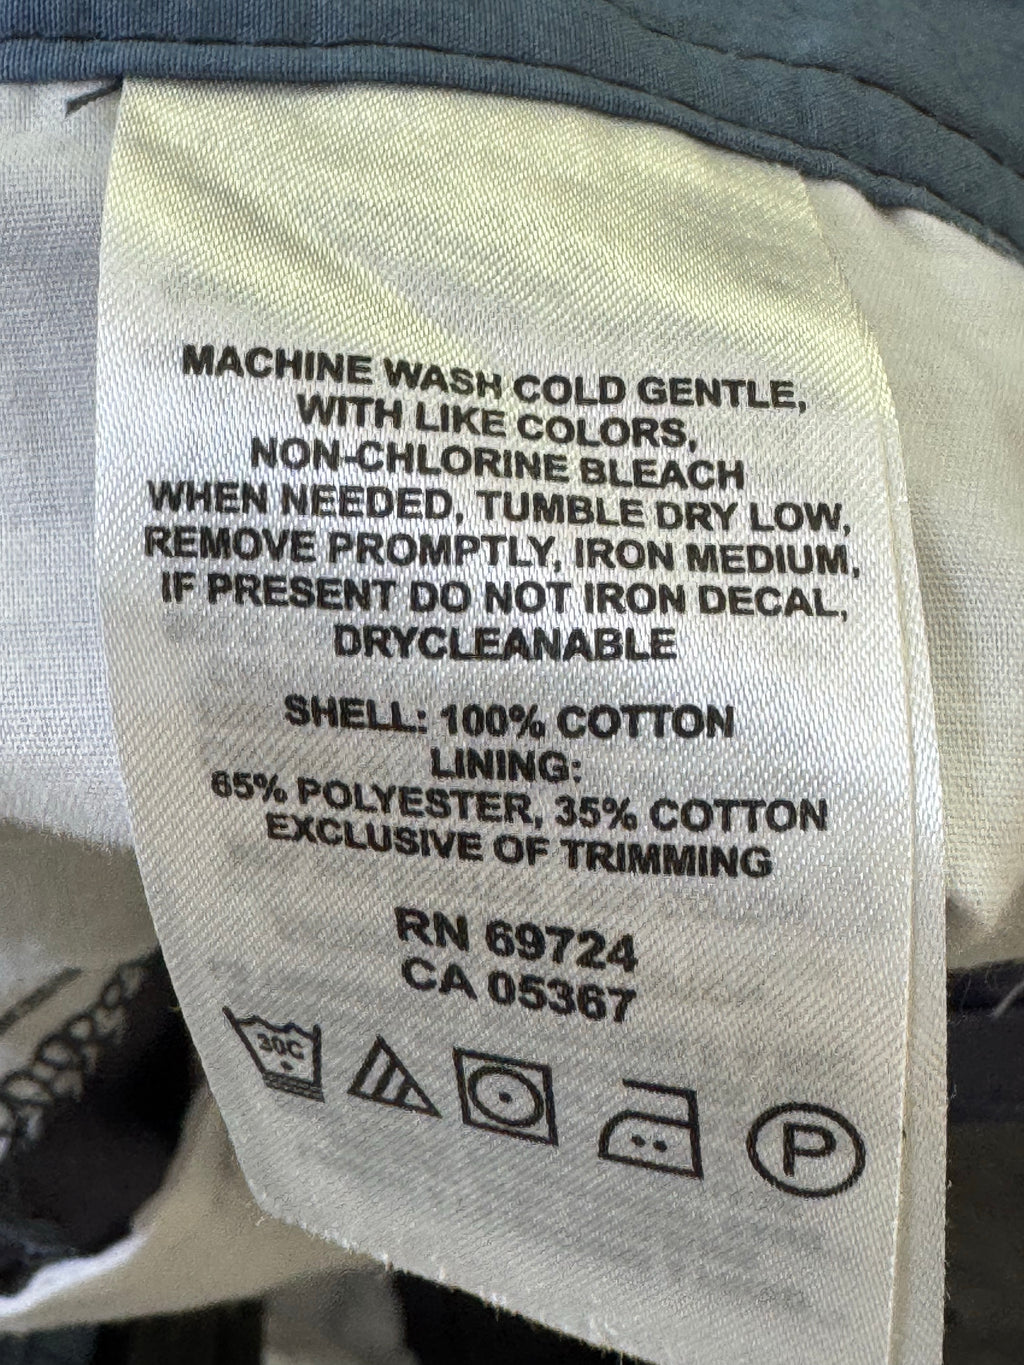 MACHINE WASH COLD GENTLE,
WITH LIKE COLORS,
NON-CHLORINE BLEACH
WHEN NEEDED, TUMBLE DRY LOW,
REMOVE PROMPTLY, IRON MEDIUM,
IF PRESENT DO NOT IRON DECAL,
DRYCLEANABLE
SHELL: 100% COTTON
LINING:
65% POLYESTER, 35% COTTON
EXCLUSIVE OF TRIMMING
RN 69724
CA 05367
30C
P